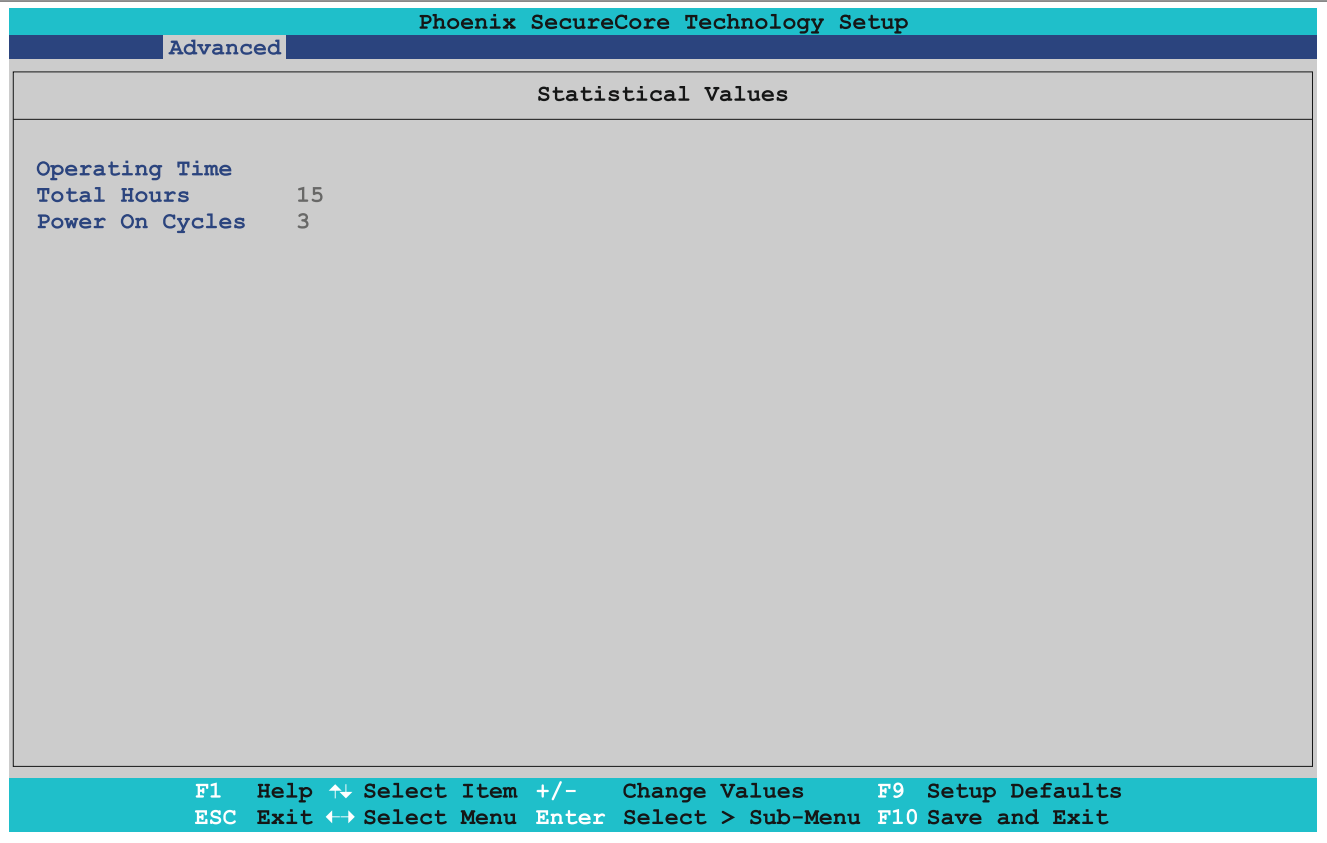 Phoenix SecureCore Technology Setup
Advanced
Statistical Values
Operating Time
Total Hours 15
Power On Cycles 3
F1 Help ↑↓ Select Item +/- Change Values F9 Setup Defaults
ESC Exit ←→ Select Menu Enter Select > Sub-Menu F10 Save and Exit